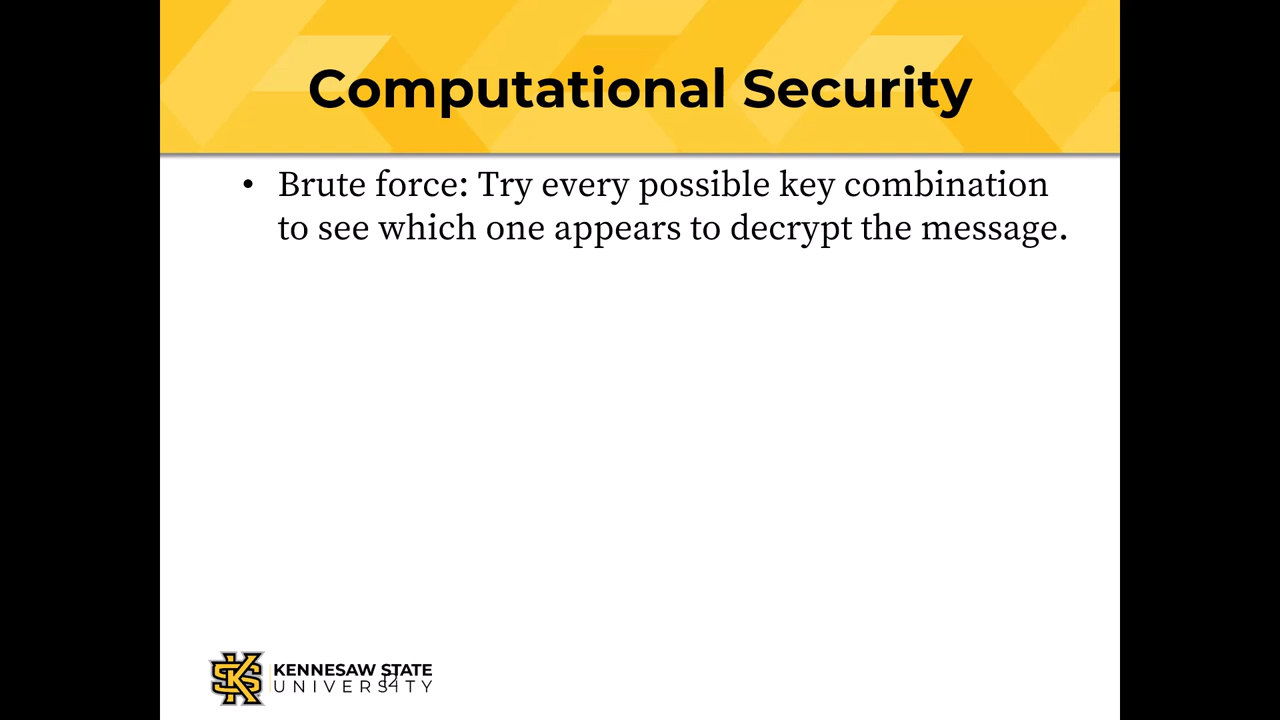 Computational Security
• Brute force: Try every possible key combination
to see which one appears to decrypt the message.
KENNESAW STATE
UNIVERSITY
12